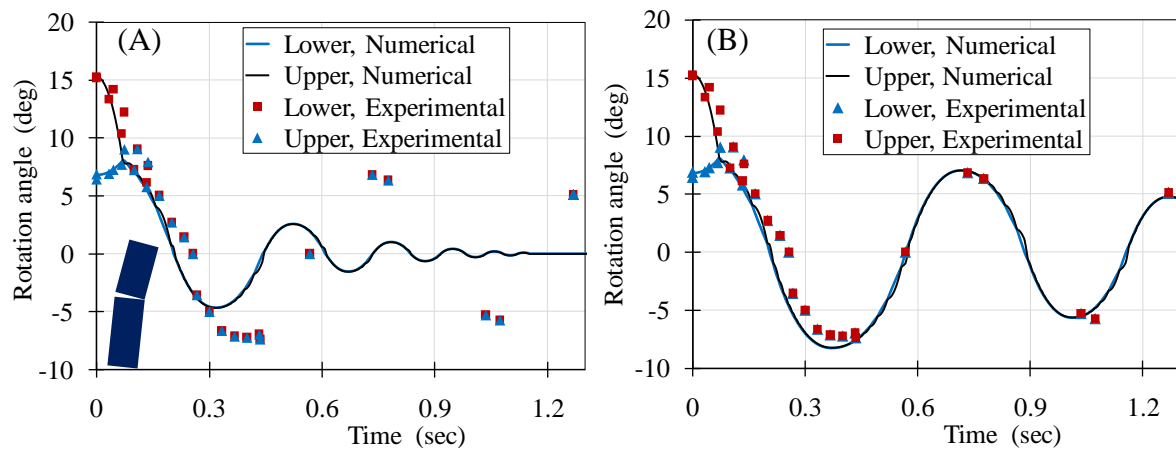 (A)
Lower, Numerical
Upper, Numerical
Lower, Experimental
Upper, Experimental
Rotation angle (deg)
20
15
10
5
0
-5
-10
0
0.3
0.6
0.9
1.2
Time (sec)
(B)
Lower, Numerical
Upper, Numerical
Lower, Experimental
Upper, Experimental
Rotation angle (deg)
20
15
10
5
0
-5
-10
0
0.3
0.6
0.9
1.2
Time (sec)